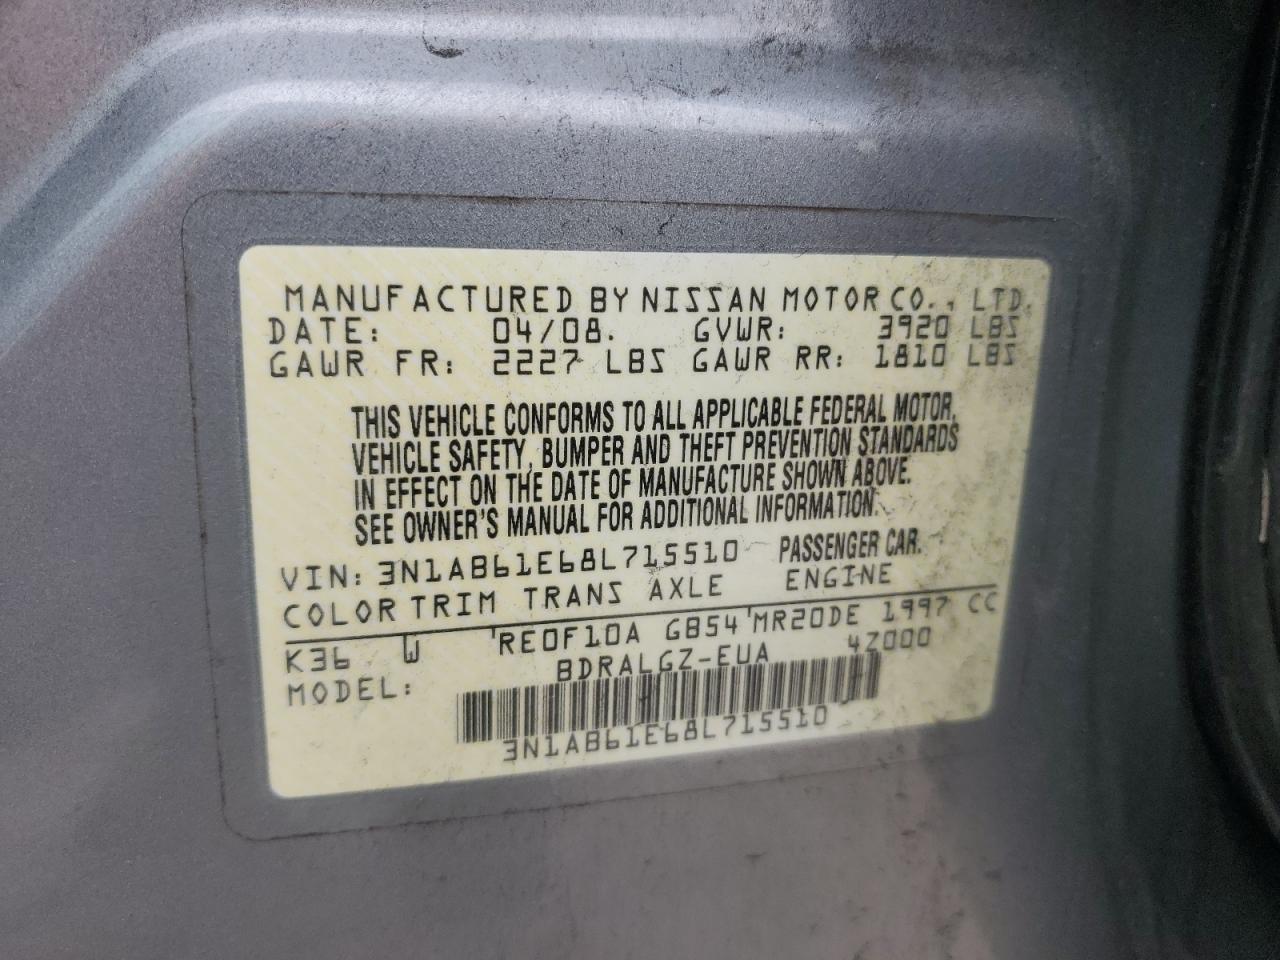 MANUFACTURED BY NISSAN MOTOR CO., LTD.
DATE: 04/08. GVWR: 3920 LBS
GAWR FR: 2227 LBS GAWR RR: 1810 LBS
THIS VEHICLE CONFORMS TO ALL APPLICABLE FEDERAL MOTOR
VEHICLE SAFETY, BUMPER AND THEFT PREVENTION STANDARDS
IN EFFECT ON THE DATE OF MANUFACTURE SHOWN ABOVE.
SEE OWNER'S MANUAL FOR ADDITIONAL INFORMATION.
VIN: 3N1AB61E68L715510 PASSENGER CAR.
COLOR TRIM TRANS AXLE ENGINE
K36 W RE0F10A GB54 MR20DE 1997 CC
MODEL: BDRALGZ-EUA 4Z000
3N1AB61E68L715510